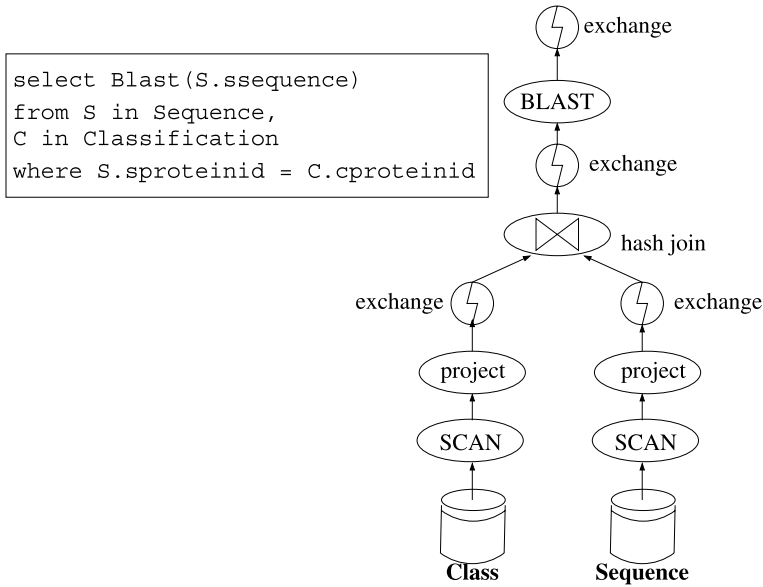 exchange
select Blast(S.ssequence)
from S in Sequence,
C in Classification
where S.sproteinid = C.cproteinid
BLAST
exchange
hash join
exchange
exchange
project
project
SCAN
SCAN
Class
Sequence